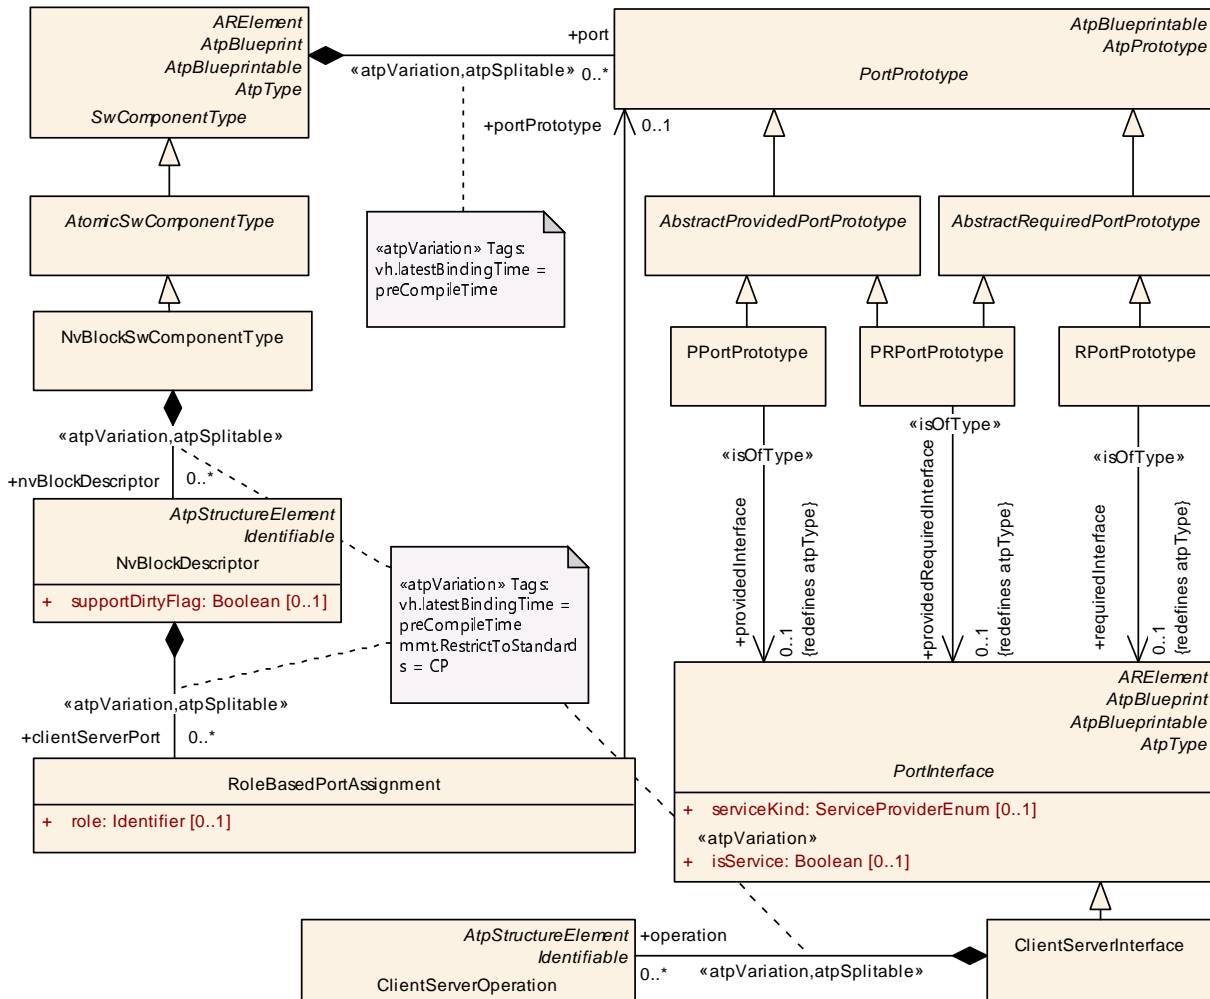 ARElement
AtpBlueprint
AtpBlueprintable
AtpType
SwComponentType
+port
«atpVariation,atpSplitable»
0..*
AtpBlueprintable
AtpPrototype
PortPrototype
+portPrototype
0..1
AtomicSwComponentType
«atpVariation» Tags:
vh.latestBindingTime =
preCompileTime
AbstractProvidedPortPrototype
AbstractRequiredPortPrototype
NvBlockSwComponentType
PPortPrototype
PRPortPrototype
RPortPrototype
«atpVariation,atpSplitable»
+nvBlockDescriptor
0..*
«isOfType»
«isOfType»
«isOfType»
+providedInterface
0..1
{redefines atpType}
+providedRequiredInterface
0..1
{redefines atpType}
+requiredInterface
0..1
{redefines atpType}
AtpStructureElement
Identifiable
NvBlockDescriptor
+ supportDirtyFlag: Boolean [0..1]
«atpVariation» Tags:
vh.latestBindingTime =
preCompileTime
mmt.RestrictToStandard
s = CP
«atpVariation,atpSplitable»
+clientServerPort
0..*
RoleBasedPortAssignment
+ role: Identifier [0..1]
ARElement
AtpBlueprint
AtpBlueprintable
AtpType
PortInterface
+ serviceKind: ServiceProviderEnum [0..1]
«atpVariation»
+ isService: Boolean [0..1]
AtpStructureElement
Identifiable
ClientServerOperation
+operation
0..*
«atpVariation,atpSplitable»
ClientServerInterface